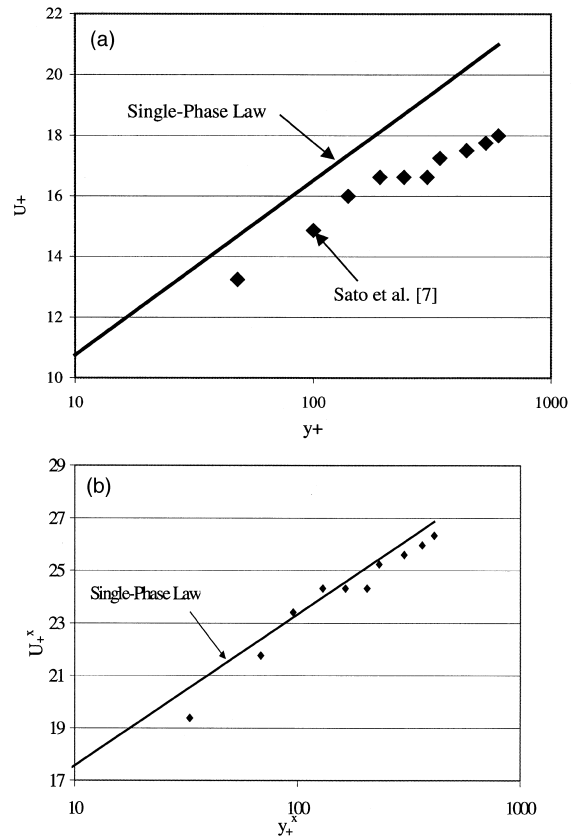 (a)
22
20
18
16
14
12
10
U+
Single-Phase Law
Sato et al. [7]
10
100
1000
y+
(b)
29
27
25
23
21
19
17
U+x
Single-Phase Law
10
100
1000
y+x